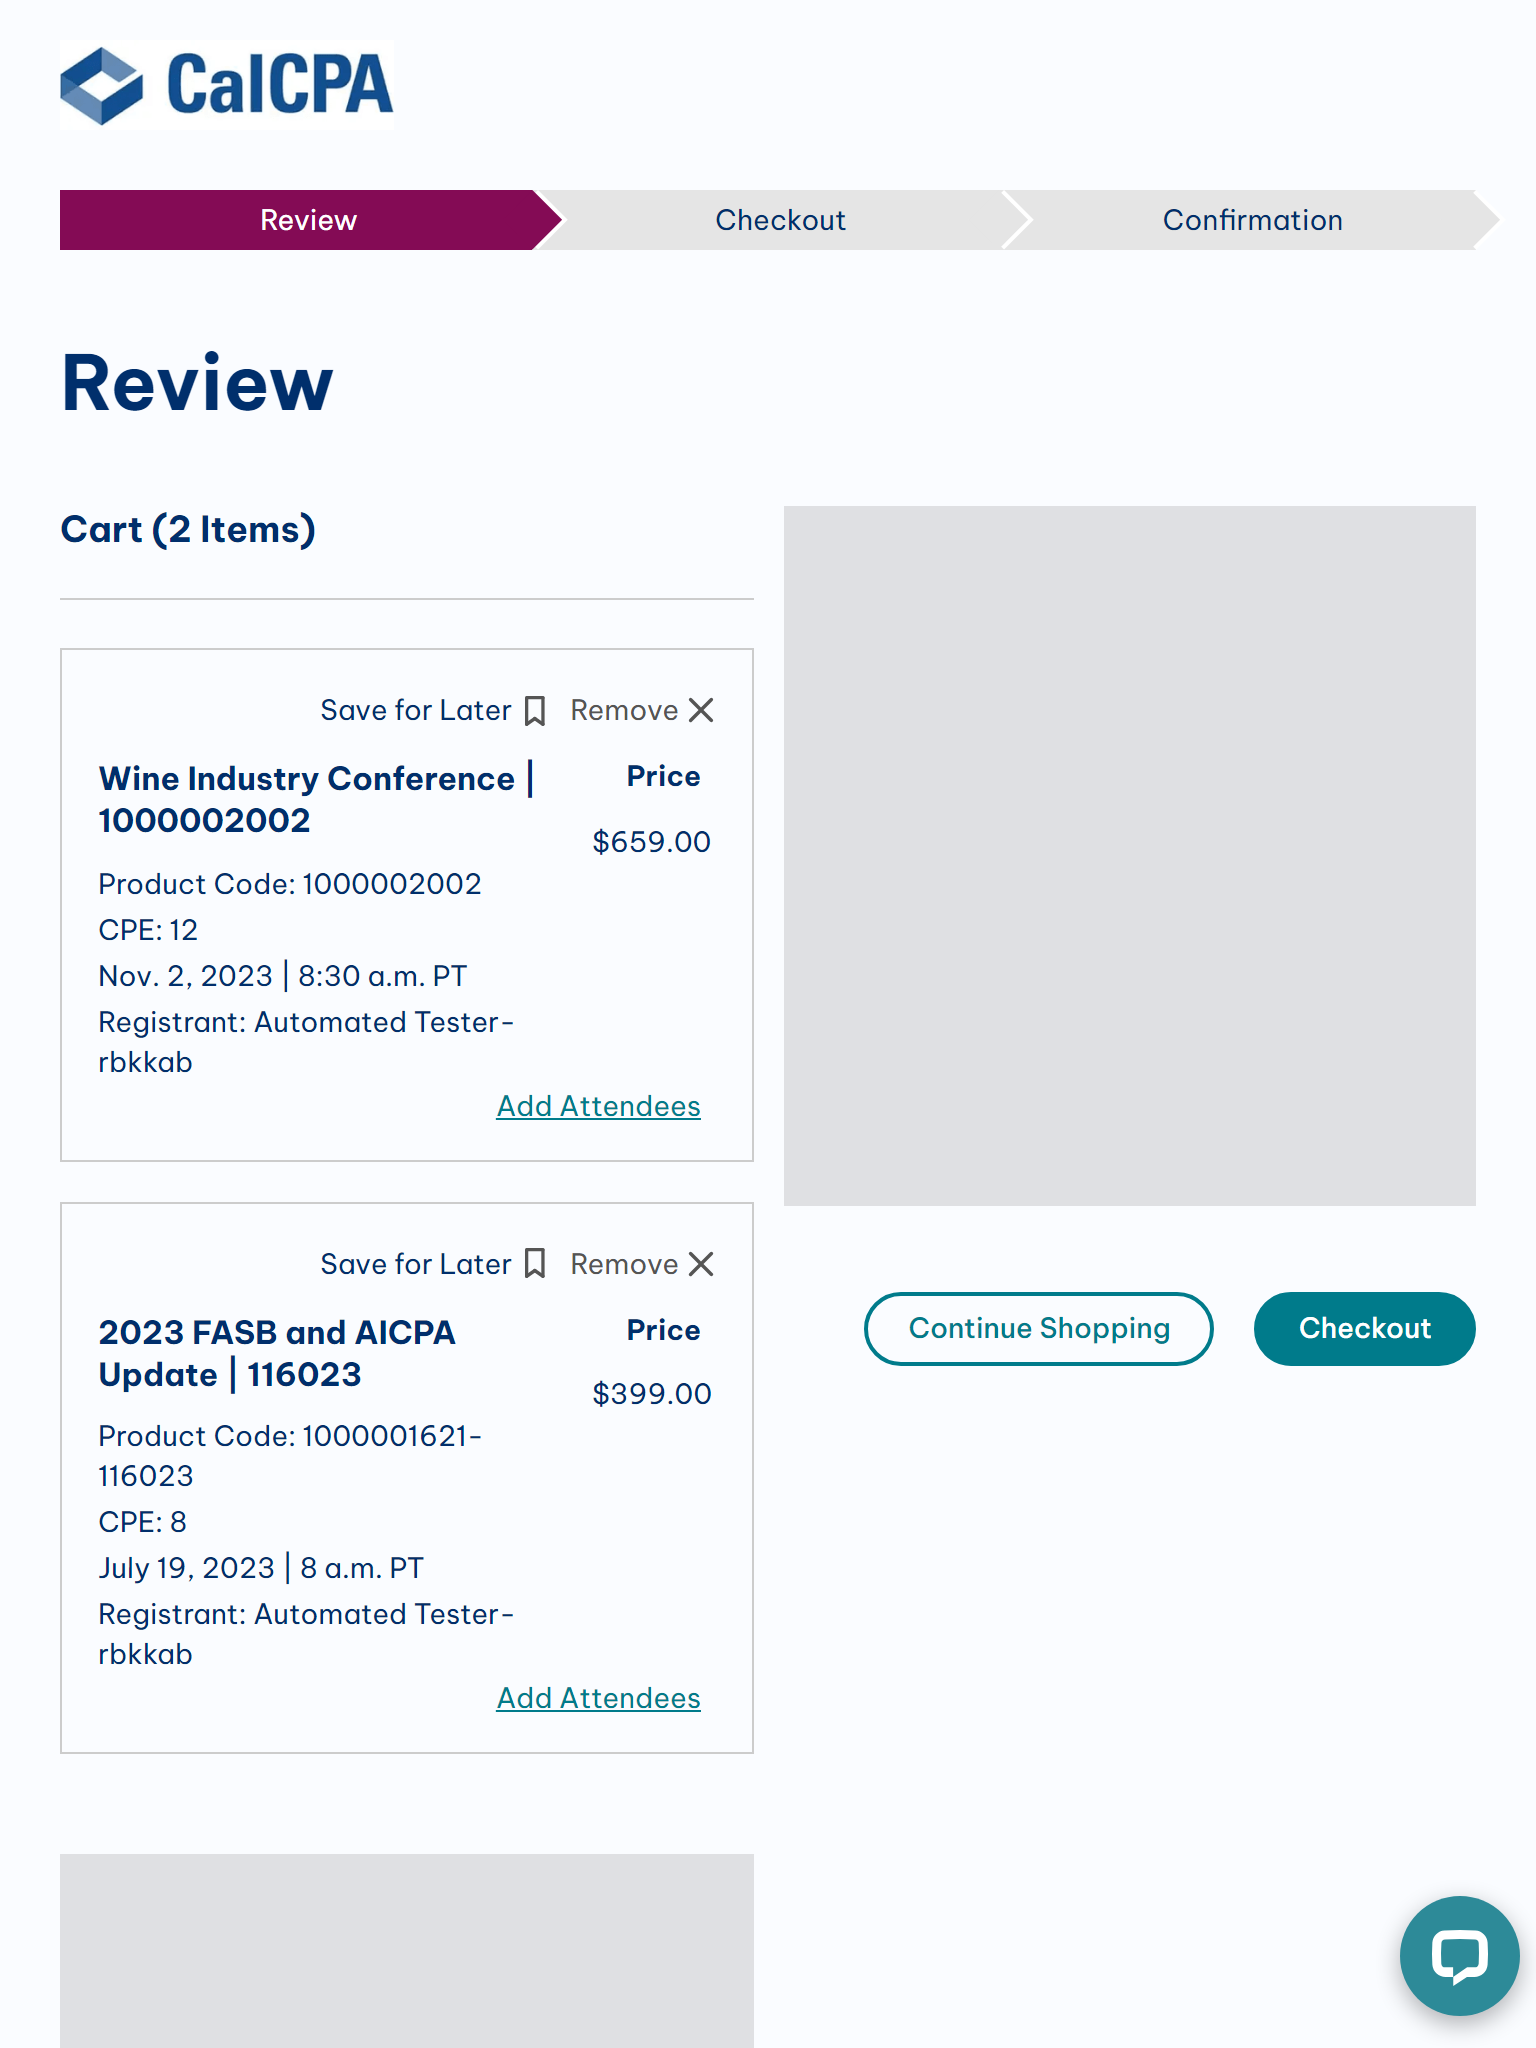 CalCPA
Review
Checkout
Confirmation
Review
Cart (2 Items)
Save for Later
Remove
Wine Industry Conference |
1000002002
Price
$659.00
Product Code: 1000002002
CPE: 12
Nov. 2, 2023 | 8:30 a.m. PT
Registrant: Automated Tester-
rbkkab
Add Attendees
Save for Later
Remove
2023 FASB and AICPA
Update | 116023
Price
$399.00
Product Code: 1000001621-
116023
CPE: 8
July 19, 2023 | 8 a.m. PT
Registrant: Automated Tester-
rbkkab
Add Attendees
Continue Shopping
Checkout